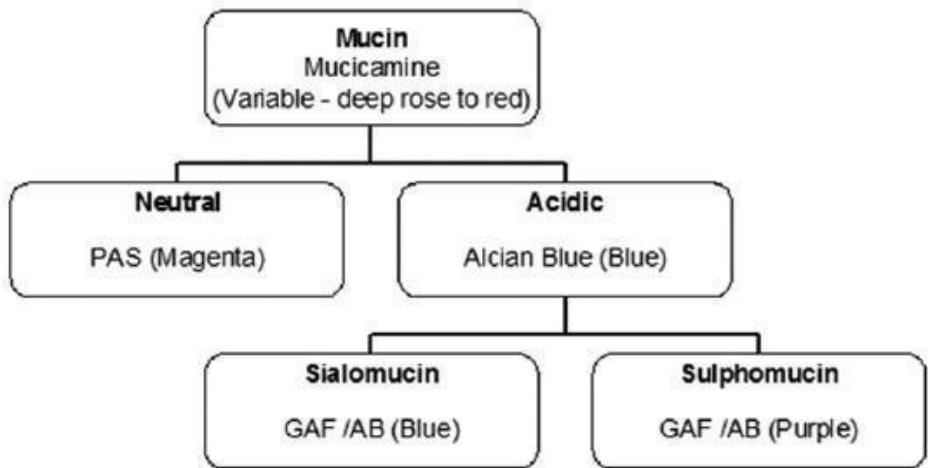 Mucin
Mucicamine
(Variable - deep rose to red)
Neutral
PAS (Magenta)
Acidic
Alcian Blue (Blue)
Sialomucin
GAF /AB (Blue)
Sulphomucin
GAF /AB (Purple)